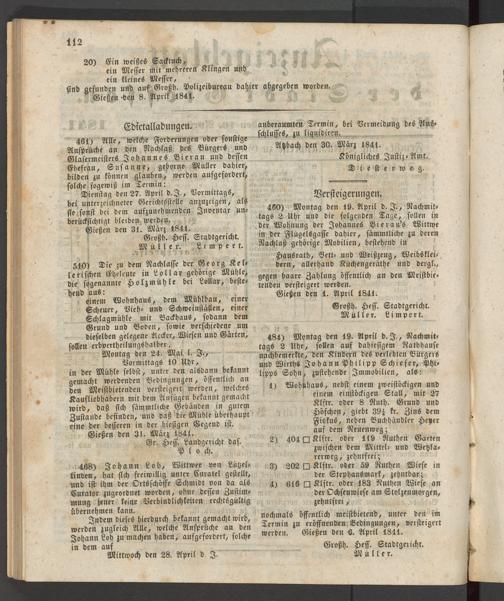 112
20) Ein weißes Sacktuch,
ein Messer mit mehreren Klingen und
ein kleines Messer,
sind gefunden und auf Großh. Polizeibureau dahier abgegeben worden.
Gießen den 8. April 1841.
Edictalladungen.
461) Alle, welche Forderungen oder sonstige
Ansprüche an den Nachlaß des Bürgers und
Glasermeisters Johannes Bierau und dessen
Ehefrau, Susanne, geborne Müller dahier,
bilden zu können glauben, werden aufgefordert,
solche sogewiß im Termin:
Dienstag den 27. April d. J., Vormittags,
bei unterzeichneter Gerichtsstelle anzuzeigen, als
sie sonst bei dem aufzunehmenden Inventar un-
berücksichtigt bleiben werden.
Gießen den 31. März 1841.
Großh. Hess. Stadtgericht.
Müller. Limpert.
510) Die zu dem Nachlasse der Georg Kel-
lerischen Eheleute in Lollar gehörige Mühle,
die sogenannte Holzmühle bei Lollar, beste-
hend aus:
einem Wohnhaus, dem Mühlbau, einer
Scheuer, Vieh- und Schweinställen, einer
Schlagmühle mit Backhaus, sodann dem
Grund und Boden, sowie verschiedene um
dieselben gelegene Aecker, Wiesen und Gärten,
sollen erbvertheilungshalber,
Montag den 24. Mai l. J.,
Vormittags 10 Uhr,
in der Mühle selbst, unter den alsdann bekannt
gemacht werdenden Bedingungen, öffentlich an
den Meistbietenden versteigert werden, welches
Kaufliebhabern mit dem Anfügen bekannt gemacht
wird, daß sich sämmtliche Gebäuden in gutem
Zustande befinden, und daß die Mühle überhaupt
eine der besseren in der hiesigen Gegend ist.
Gießen den 31. März 1841.
Gr. Hess. Landgericht das.
Ploch.
468) Johann Loh, Wittwer von Lützel-
linden, hat sich freiwillig unter Curatel gestellt,
und ist ihm der Ortsschöffe Schmidt von da als
Curator zugeordnet worden, ohne dessen Zustim-
mung jener keine Verbindlichkeiten rechtsgültig
übernehmen kann.
Indem dieses hierdurch bekannt gemacht wird,
werden zugleich Alle, welche Ansprüche an den
Johann Loh zu machen haben, aufgefordert, solche
in dem auf
Mittwoch den 28. April d. J.
anberaumten Termin, bei Vermeidung des Aus-
schlusses, zu liquidiren.
Atzbach den 30. März 1841.
Königliches Justiz-Amt.
Diesterweg.
Versteigerungen.
460) Montag den 19. April d. J., Nachmit-
tags 2 Uhr und die folgenden Tage, sollen in
der Wohnung der Johannes Bierau's Wittwe
in der Flügelsgasse dahier, sämmtliche zu deren
Nachlaß gehörige Mobilien, bestehend in
Hausrath, Bett- und Weißzeug, Weibsklei-
dern, allerhand Küchengeräthe und dergl.,
gegen baare Zahlung öffentlich an den Meistbie-
tenden versteigert werden.
Gießen den 1. April 1841.
Großh. Hess. Stadtgericht.
Müller. Limpert.
484) Montag den 19. April d. J., Nachmit-
tags 2 Uhr, sollen auf dahiesigem Rathhause
nachbemerkte, den Kindern des verlebten Bürgers
und Wirths Johann Philipp Schiefer, Phi-
lipps Sohn, zustehende Immobilien, als:
1) Wohnhaus, nebst einem zweistöckigen und
einem einstöckigen Stall, mit 27
Klftr. oder 8 Ruth. Grund und
Höfchen, giebt 39¼ kr. Zins dem
Fiskus, neben Buchhändler Heyer
auf den Neuenweg;
2) 404 □ Klftr. oder 119 Ruthen Garten
zwischen dem Mittel- und Wetzla-
rerweg, zehntfrei;
3) 202 □ Klftr. oder 59 Ruthen Wiese in
der Stephansmark, zehntbar;
4) 616 □ Klftr. oder 183 Ruthen Wiese an
der Ochsenwiese am Stolzenmorgen,
zehntfrei,
nochmals öffentlich meistbietend, unter den im
Termin zu eröffnenden Bedingungen, versteigert
werden. Gießen den 6. April 1841.
Großh. Hess. Stadtgericht.
Müller.